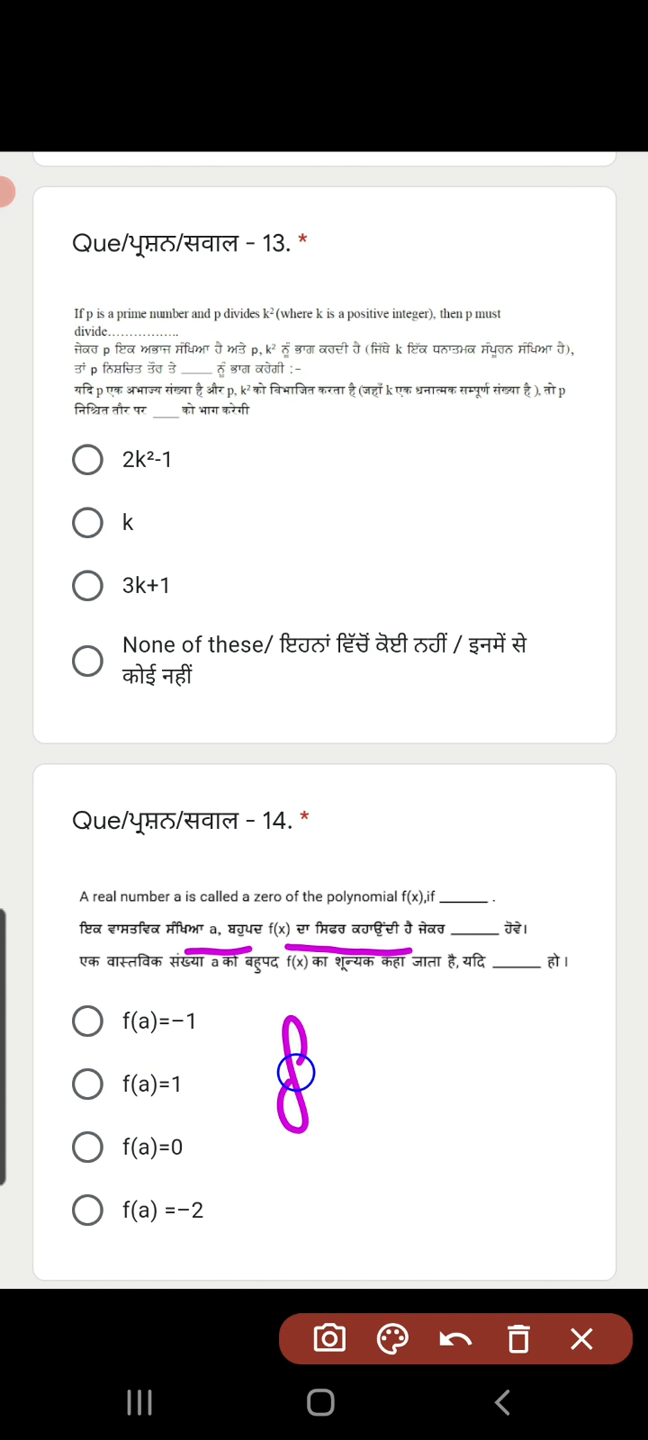 Que/ਪ੍ਰਸ਼ਨ/सवाल - 13. *
If p is a prime number and p divides k² (where k is a positive integer), then p must
divide.................
ਜੇਕਰ p ਇਕ ਅਭਾਜ ਸੰਖਿਆ ਹੈ ਅਤੇ p, k² ਨੂੰ ਭਾਗ ਕਰਦੀ ਹੈ (ਜਿੱਥੇ k ਇੱਕ ਧਨਾਤਮਕ ਸੰਪੂਰਨ ਸੰਖਿਆ ਹੈ),
ਤਾਂ p ਨਿਸ਼ਚਿਤ ਤੌਰ ਤੇ _____ ਨੂੰ ਭਾਗ ਕਰੇਗੀ :-
यदि p एक अभाज्य संख्या है और p, k² को विभाजित करता है (जहाँ k एक धनात्मक सम्पूर्ण संख्या है ), तो p
निश्चित तौर पर ____ को भाग करेगी
2k²-1
k
3k+1
None of these/ ਇਹਨਾਂ ਵਿੱਚੋਂ ਕੋਈ ਨਹੀਂ / इनमें से
कोई नहीं
Que/ਪ੍ਰਸ਼ਨ/सवाल - 14. *
A real number a is called a zero of the polynomial f(x),if ______ .
ਇਕ ਵਾਸਤਵਿਕ ਸੰਖਿਆ a, ਬਹੁਪਦ f(x) ਦਾ ਸਿਫਰ ਕਹਾਉਂਦੀ ਹੈ ਜੇਕਰ ______ ਹੋਵੇ।
एक वास्तविक संख्या a को बहुपद f(x) का शून्यक कहा जाता है, यदि ______ हो।
f(a)=−1
f(a)=1
f(a)=0
f(a) =−2